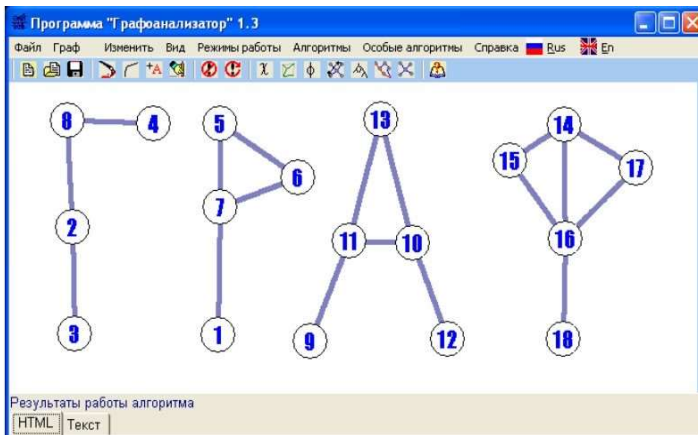 Программа "Графоанализатор" 1.3
Файл Граф Изменить Вид Режимы работы Алгоритмы Особые алгоритмы Справка Rus En
+A χ φ
8 4 5 13 14
15 17
6
7
2 11 10 16
3 1 9 12 18
Результаты работы алгоритма
HTML Текст